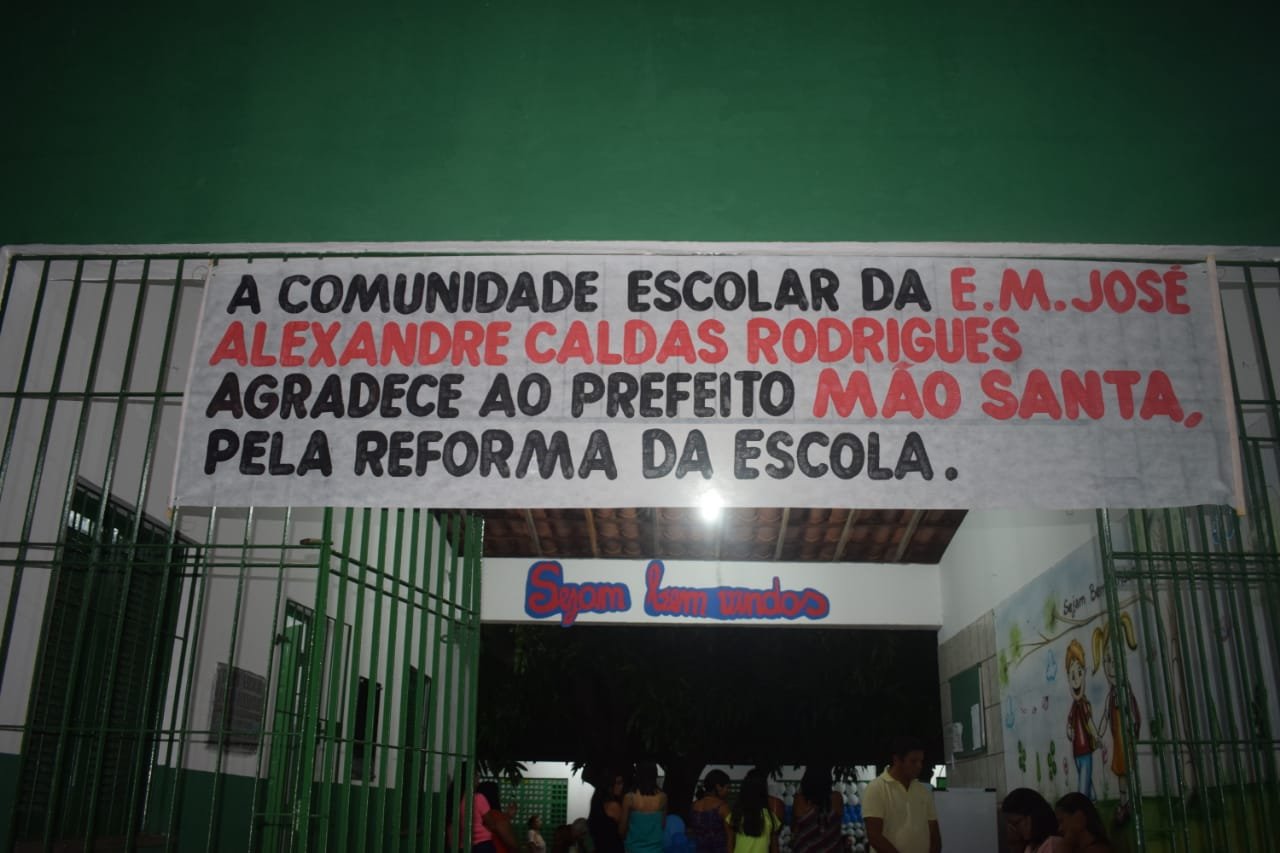 A COMUNIDADE ESCOLAR DA E.M. JOSÉ
ALEXANDRE CALDAS RODRIGUES
AGRADECE AO PREFEITO MÃO SANTA,
PELA REFORMA DA ESCOLA.
Sejam bem vindos
Sejam